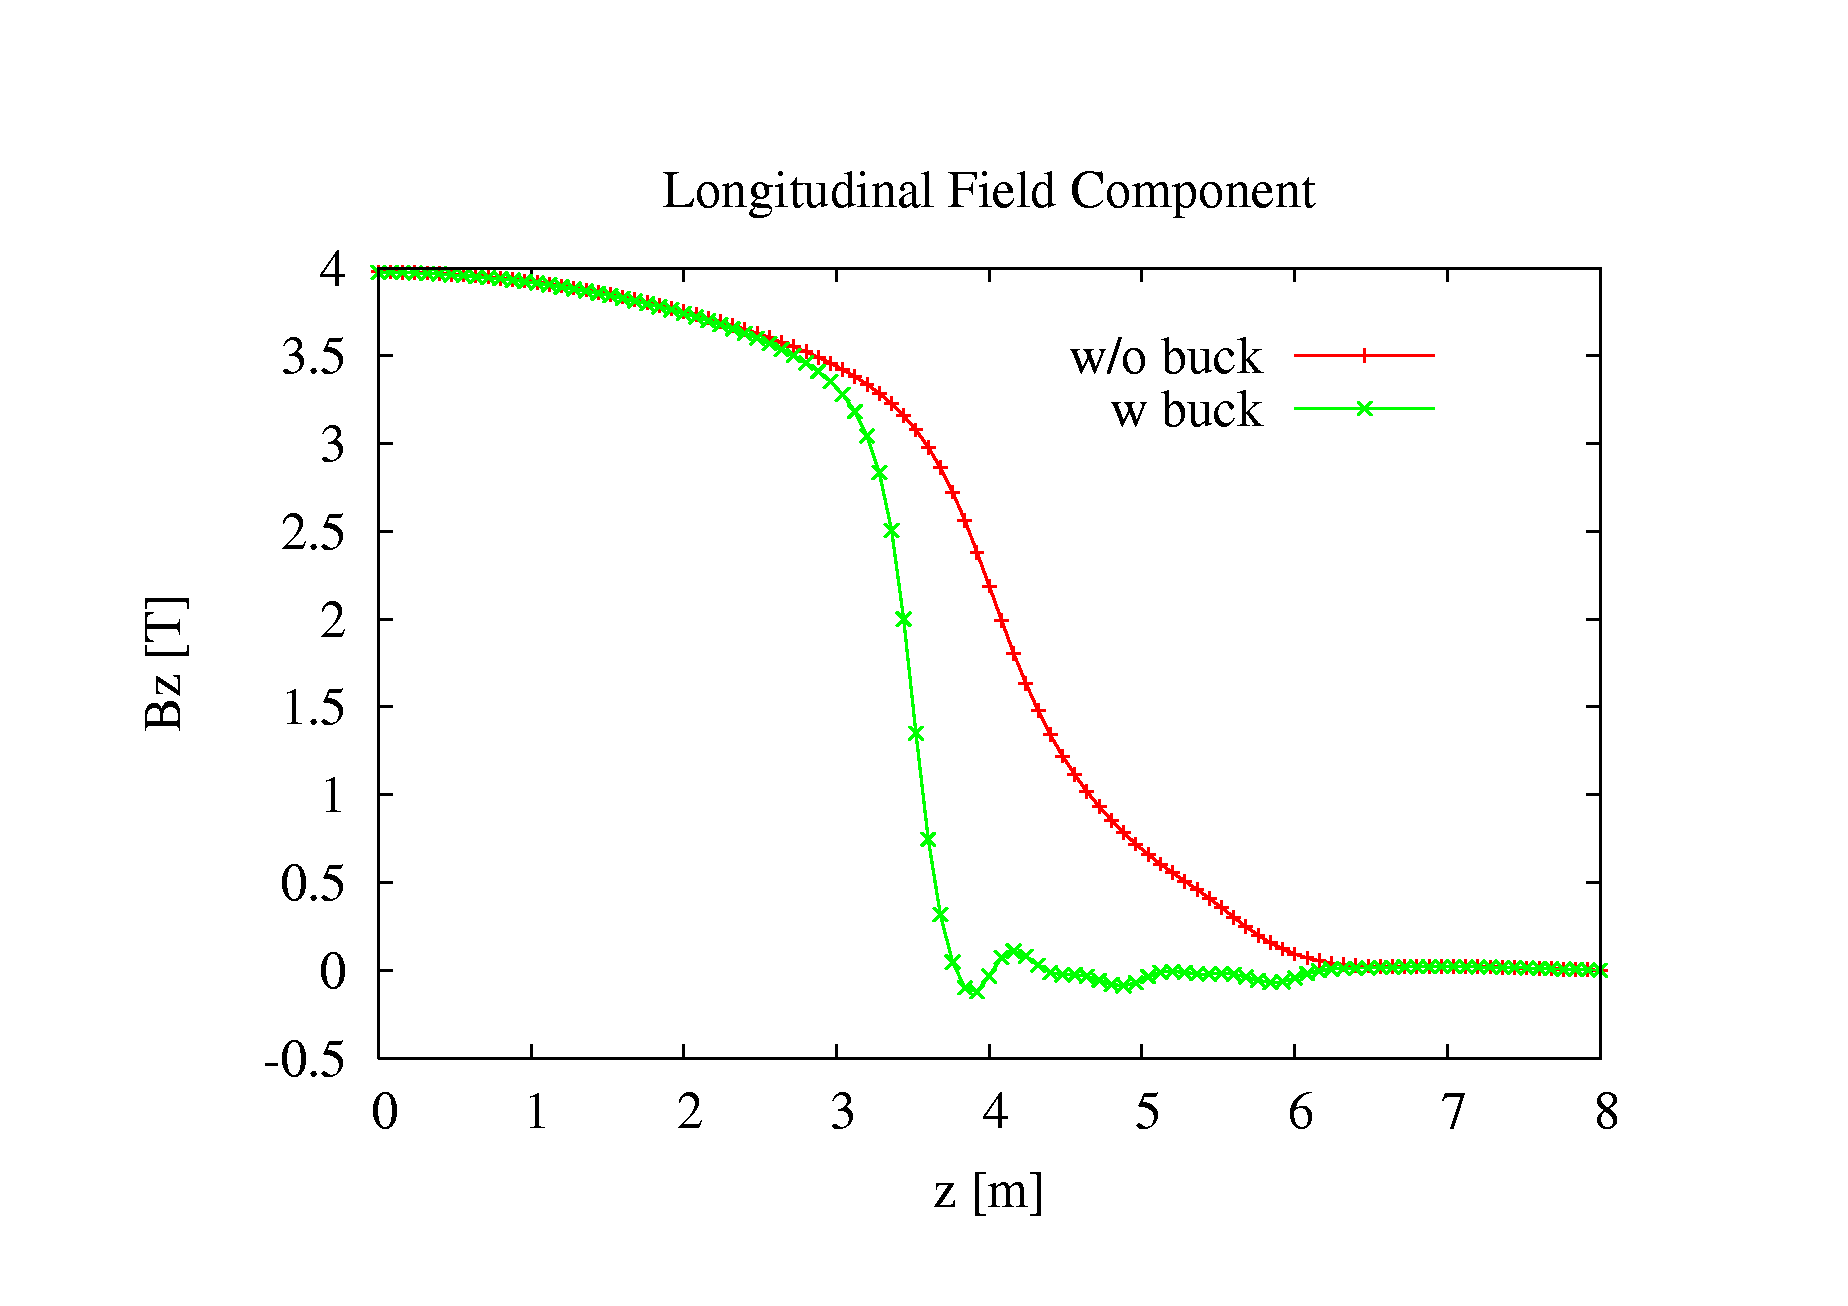 Longitudinal Field Component
4
3.5
3
2.5
2
1.5
1
0.5
0
-0.5
Bz [T]
w/o buck
w buck
0 1 2 3 4 5 6 7 8
z [m]